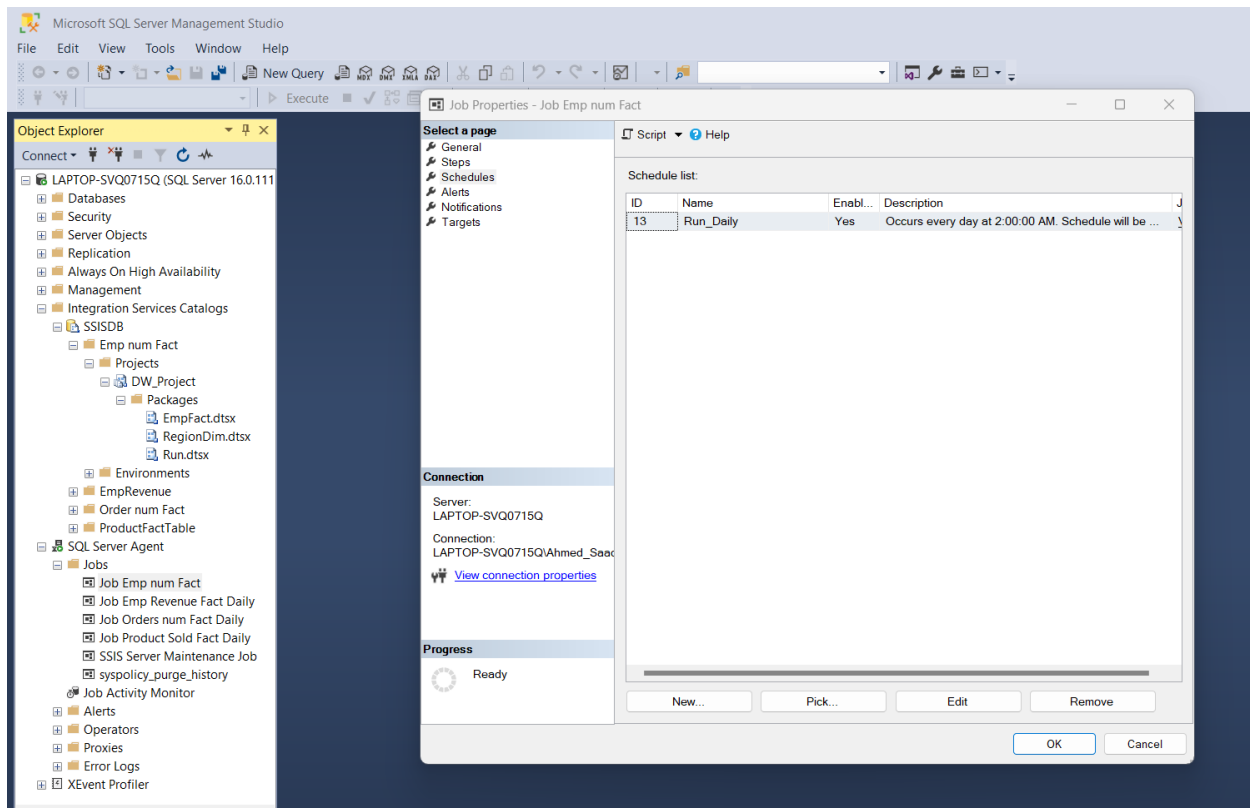 Microsoft SQL Server Management Studio
File Edit View Tools Window Help
New Query MDX DMX XMLA DAX
Execute
Object Explorer
Connect
LAPTOP-SVQ0715Q (SQL Server 16.0.111
Databases
Security
Server Objects
Replication
Always On High Availability
Management
Integration Services Catalogs
SSISDB
Emp num Fact
Projects
DW_Project
Packages
EmpFact.dtsx
RegionDim.dtsx
Run.dtsx
Environments
EmpRevenue
Order num Fact
ProductFactTable
SQL Server Agent
Jobs
Job Emp num Fact
Job Emp Revenue Fact Daily
Job Orders num Fact Daily
Job Product Sold Fact Daily
SSIS Server Maintenance Job
syspolicy_purge_history
Job Activity Monitor
Alerts
Operators
Proxies
Error Logs
XEvent Profiler
Job Properties - Job Emp num Fact
Select a page
General
Steps
Schedules
Alerts
Notifications
Targets
Connection
Server:
LAPTOP-SVQ0715Q
Connection:
LAPTOP-SVQ0715Q\Ahmed_Saad
View connection properties
Progress
Ready
Script Help
Schedule list:
ID Name Enabl... Description J
13 Run_Daily Yes Occurs every day at 2:00:00 AM. Schedule will be ...
New... Pick... Edit Remove
OK Cancel